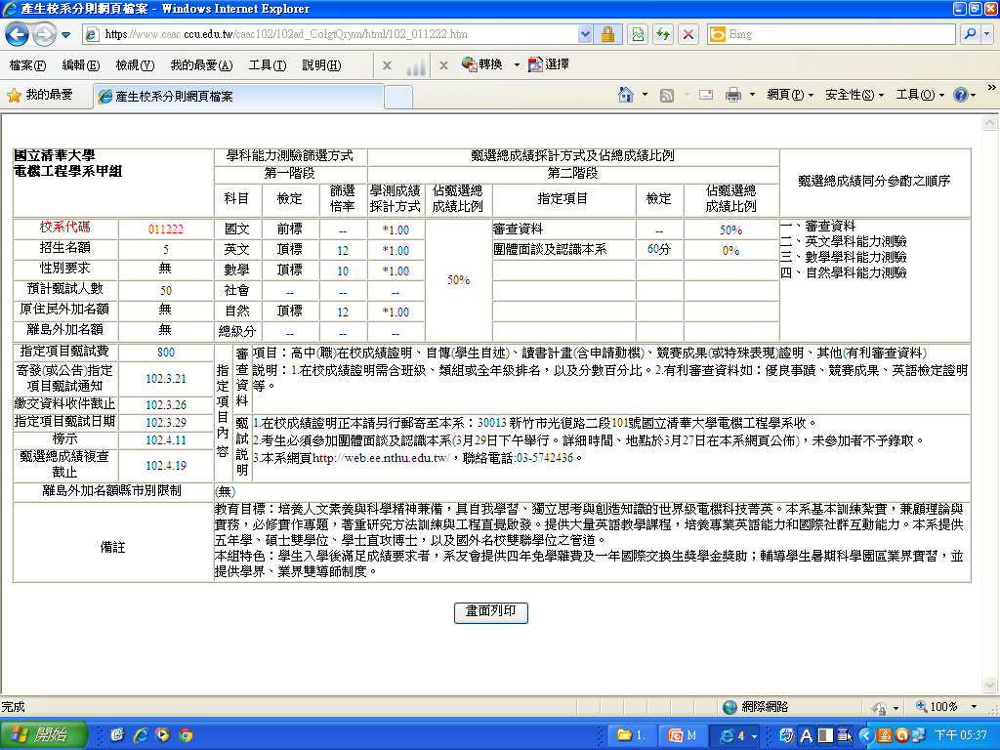 產生校系分則網頁檔案 - Windows Internet Explorer
https://www.caac.ccu.edu.tw/caac102/102ad_ColgtQrym/html/102_011222.htm
Bing
檔案(F) 編輯(E) 檢視(V) 我的最愛(A) 工具(T) 說明(H) 轉換 選擇
我的最愛 產生校系分則網頁檔案 網頁(P) 安全性(S) 工具(O)
國立清華大學
電機工程學系甲組
學科能力測驗篩選方式 甄選總成績採計方式及佔總成績比例 甄選總成績同分參酌之順序
第一階段 第二階段
科目 檢定 篩選倍率 學測成績採計方式 佔甄選總成績比例 指定項目 檢定 佔甄選總成績比例
校系代碼 011222 國文 前標 -- *1.00 50% 審查資料 -- 50% 一、審查資料
招生名額 5 英文 頂標 12 *1.00 團體面談及認識本系 60分 0% 二、英文學科能力測驗
性別要求 無 數學 頂標 10 *1.00 三、數學學科能力測驗
預計甄試人數 50 社會 -- -- -- 四、自然學科能力測驗
原住民外加名額 無 自然 頂標 12 *1.00
離島外加名額 無 總級分 -- -- --
指定項目甄試費 800
寄發(或公告)指定項目甄試通知 102.3.21
繳交資料收件截止 102.3.26
指定項目甄試日期 102.3.29
榜示 102.4.11
甄選總成績複查截止 102.4.19
指定項目內容
審查資料
項目：高中(職)在校成績證明、自傳(學生自述)、讀書計畫(含申請動機)、競賽成果(或特殊表現)證明、其他(有利審查資料)
說明：1.在校成績證明需含班級、類組或全年級排名，以及分數百分比。2.有利審查資料如：優良事蹟、競賽成果、英語檢定證明
等。
甄試說明
1.在校成績證明正本請另行郵寄至本系：30013 新竹市光復路二段101號國立清華大學電機工程學系收。
2.考生必須參加團體面談及認識本系(3月29日下午舉行。詳細時間、地點於3月27日在本系網頁公佈)，未參加者不予錄取。
3.本系網頁http://web.ee.nthu.edu.tw/，聯絡電話:03-5742436。
離島外加名額縣市別限制 (無)
備註
教育目標：培養人文素養與科學精神兼備，具自我學習、獨立思考與創造知識的世界級電機科技菁英。本系基本訓練紮實，兼顧理論與
實務，必修實作專題，著重研究方法訓練與工程直覺啟發。提供大量英語教學課程，培養專業英語能力和國際社群互動能力。本系提供
五年學、碩士雙學位、學士直攻博士，以及國外名校雙聯學位之管道。
本組特色：學生入學後滿足成績要求者，系友會提供四年免學雜費及一年國際交換生獎學金獎助；輔導學生暑期科學園區業界實習，並
提供學界、業界雙導師制度。
畫面列印
完成 網際網路 100%
開始 1. M 4 A 下午 05:37